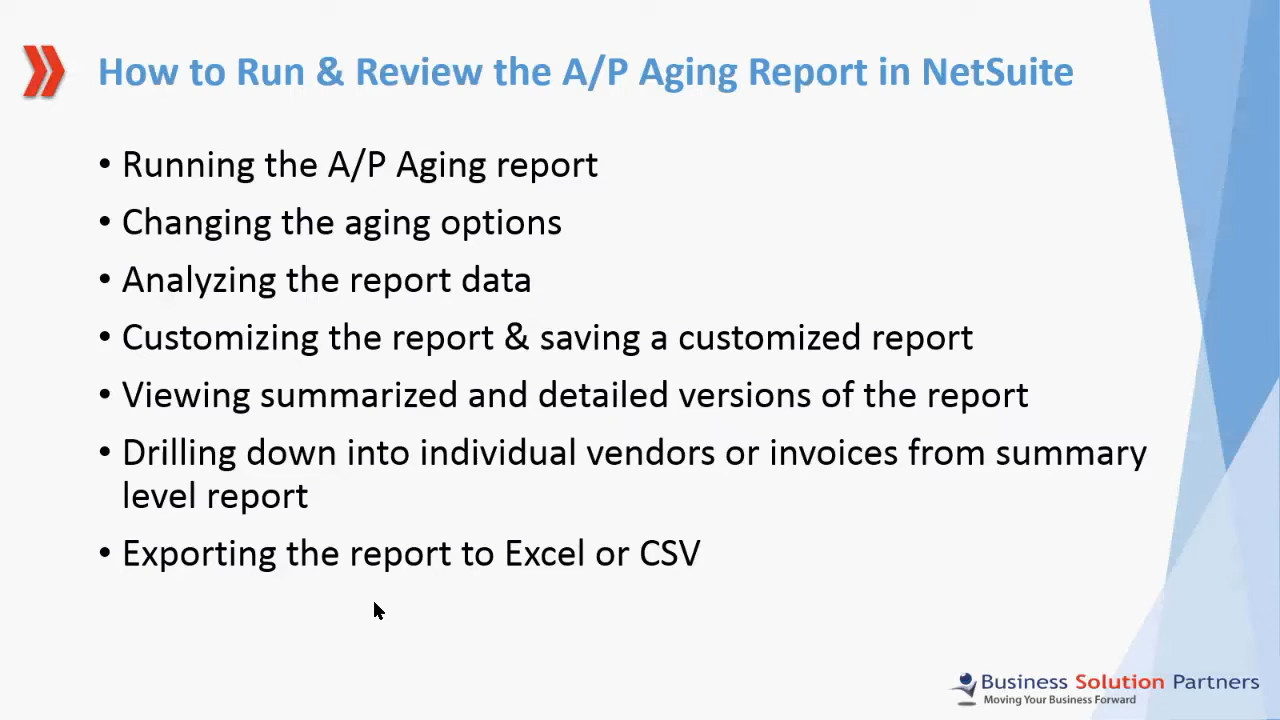 How to Run & Review the A/P Aging Report in NetSuite
• Running the A/P Aging report
• Changing the aging options
• Analyzing the report data
• Customizing the report & saving a customized report
• Viewing summarized and detailed versions of the report
• Drilling down into individual vendors or invoices from summary
level report
• Exporting the report to Excel or CSV
Business Solution Partners
Moving Your Business Forward